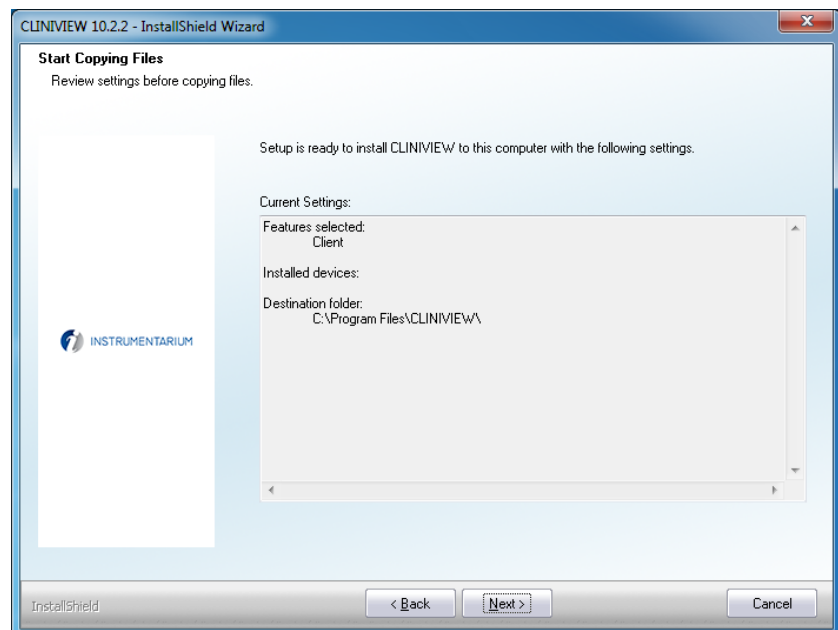 CLINIVIEW 10.2.2 - InstallShield Wizard
Start Copying Files
Review settings before copying files.
Setup is ready to install CLINIVIEW to this computer with the following settings.
Current Settings:
Features selected:
Client
Installed devices:
Destination folder:
C:\Program Files\CLINIVIEW\
INSTRUMENTARIUM
InstallShield
< Back
Next >
Cancel